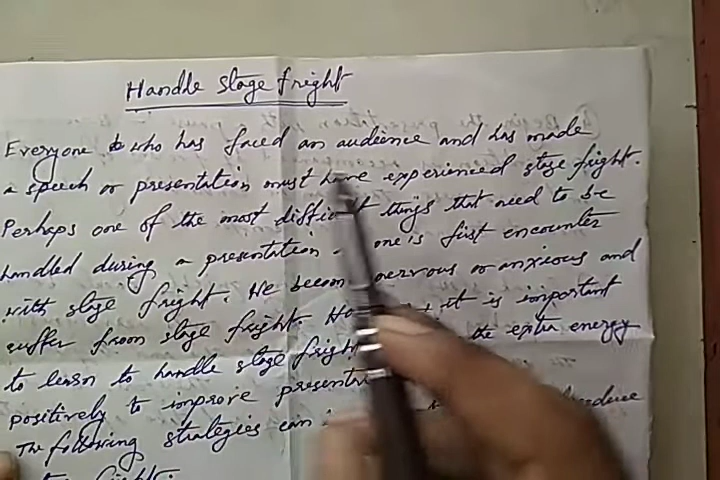 Handle stage fright
Everyone to who has faced an audience and has made
a speech or presentation must have experienced stage fright.
Perhaps one of the most difficult things that need to be
handled during a presentation one's first encounter
with stage fright. He become nervous or anxious and
suffer from stage fright. it is important
to learn to handle stage fright the extra energy
positively to improve
The following strategies can
fright.